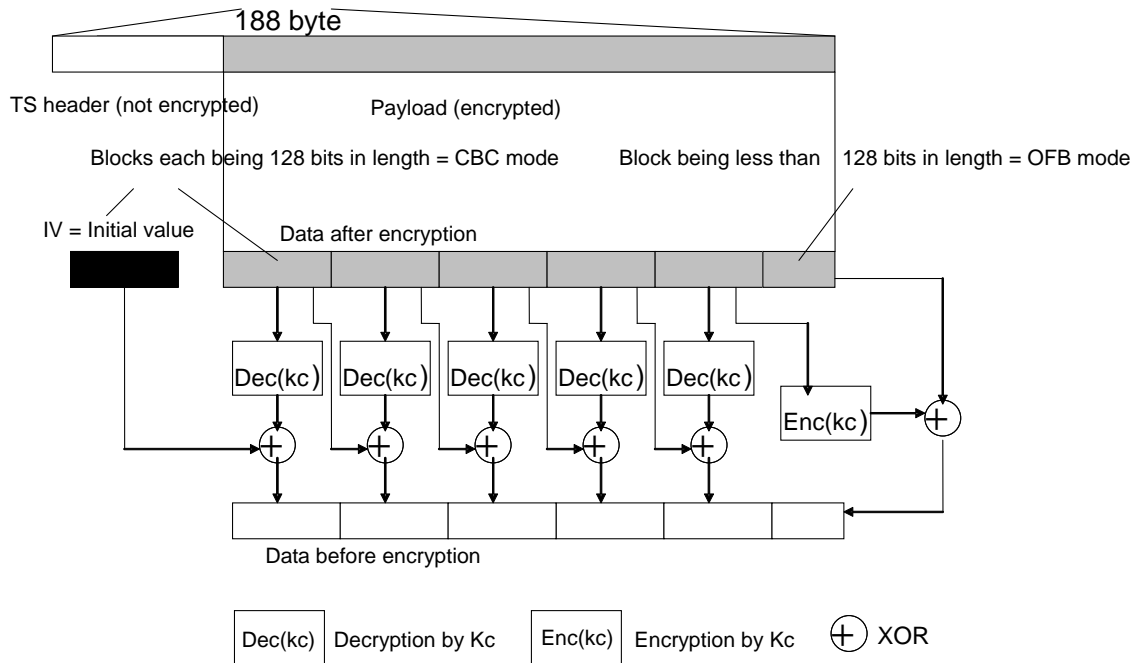 188 byte
TS header (not encrypted)
Payload (encrypted)
Blocks each being 128 bits in length = CBC mode
Block being less than 128 bits in length = OFB mode
IV = Initial value
Data after encryption
Dec(kc)
Dec(kc)
Dec(kc)
Dec(kc)
Dec(kc)
Enc(kc)
+
+
+
+
+
+
Data before encryption
Dec(kc) Decryption by Kc
Enc(kc) Encryption by Kc
+ XOR